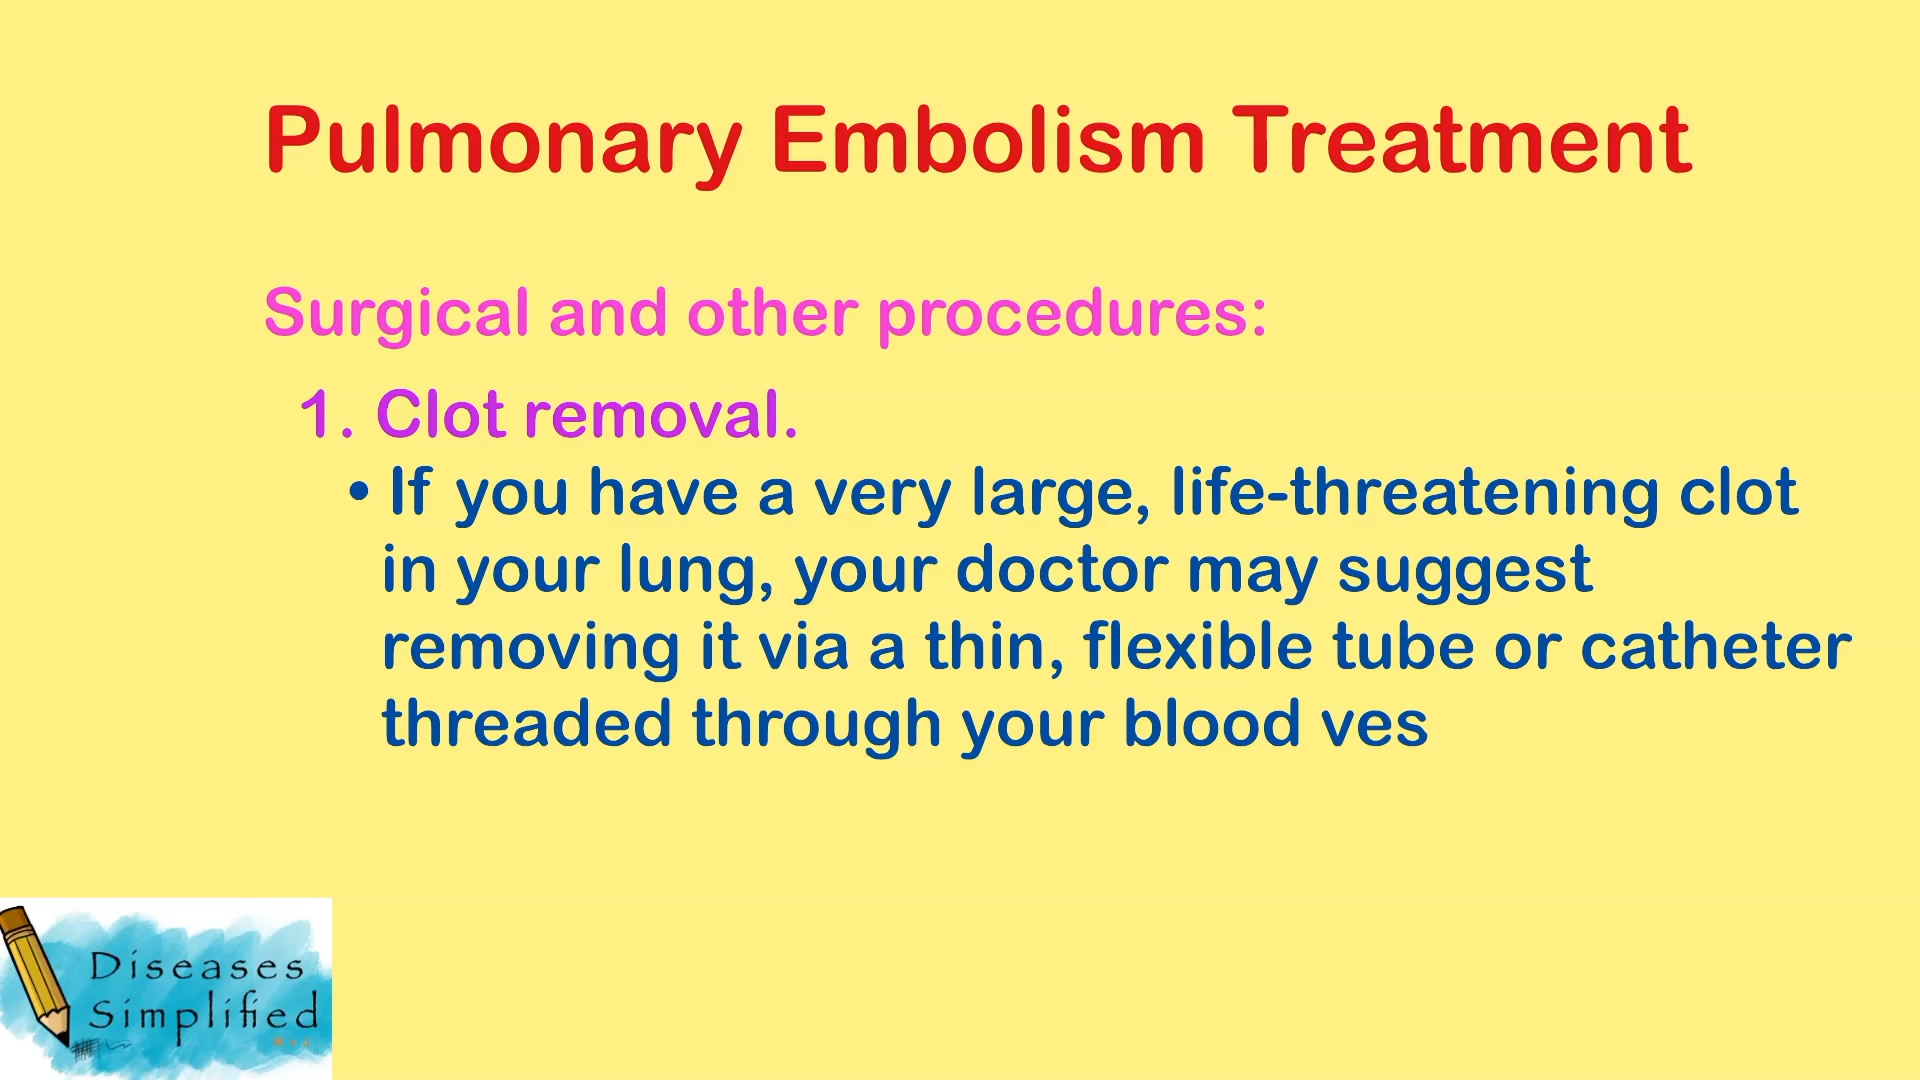 Pulmonary Embolism Treatment
Surgical and other procedures:
1. Clot removal.
• If you have a very large, life-threatening clot
in your lung, your doctor may suggest
removing it via a thin, flexible tube or catheter
threaded through your blood ves
Diseases
Simplified